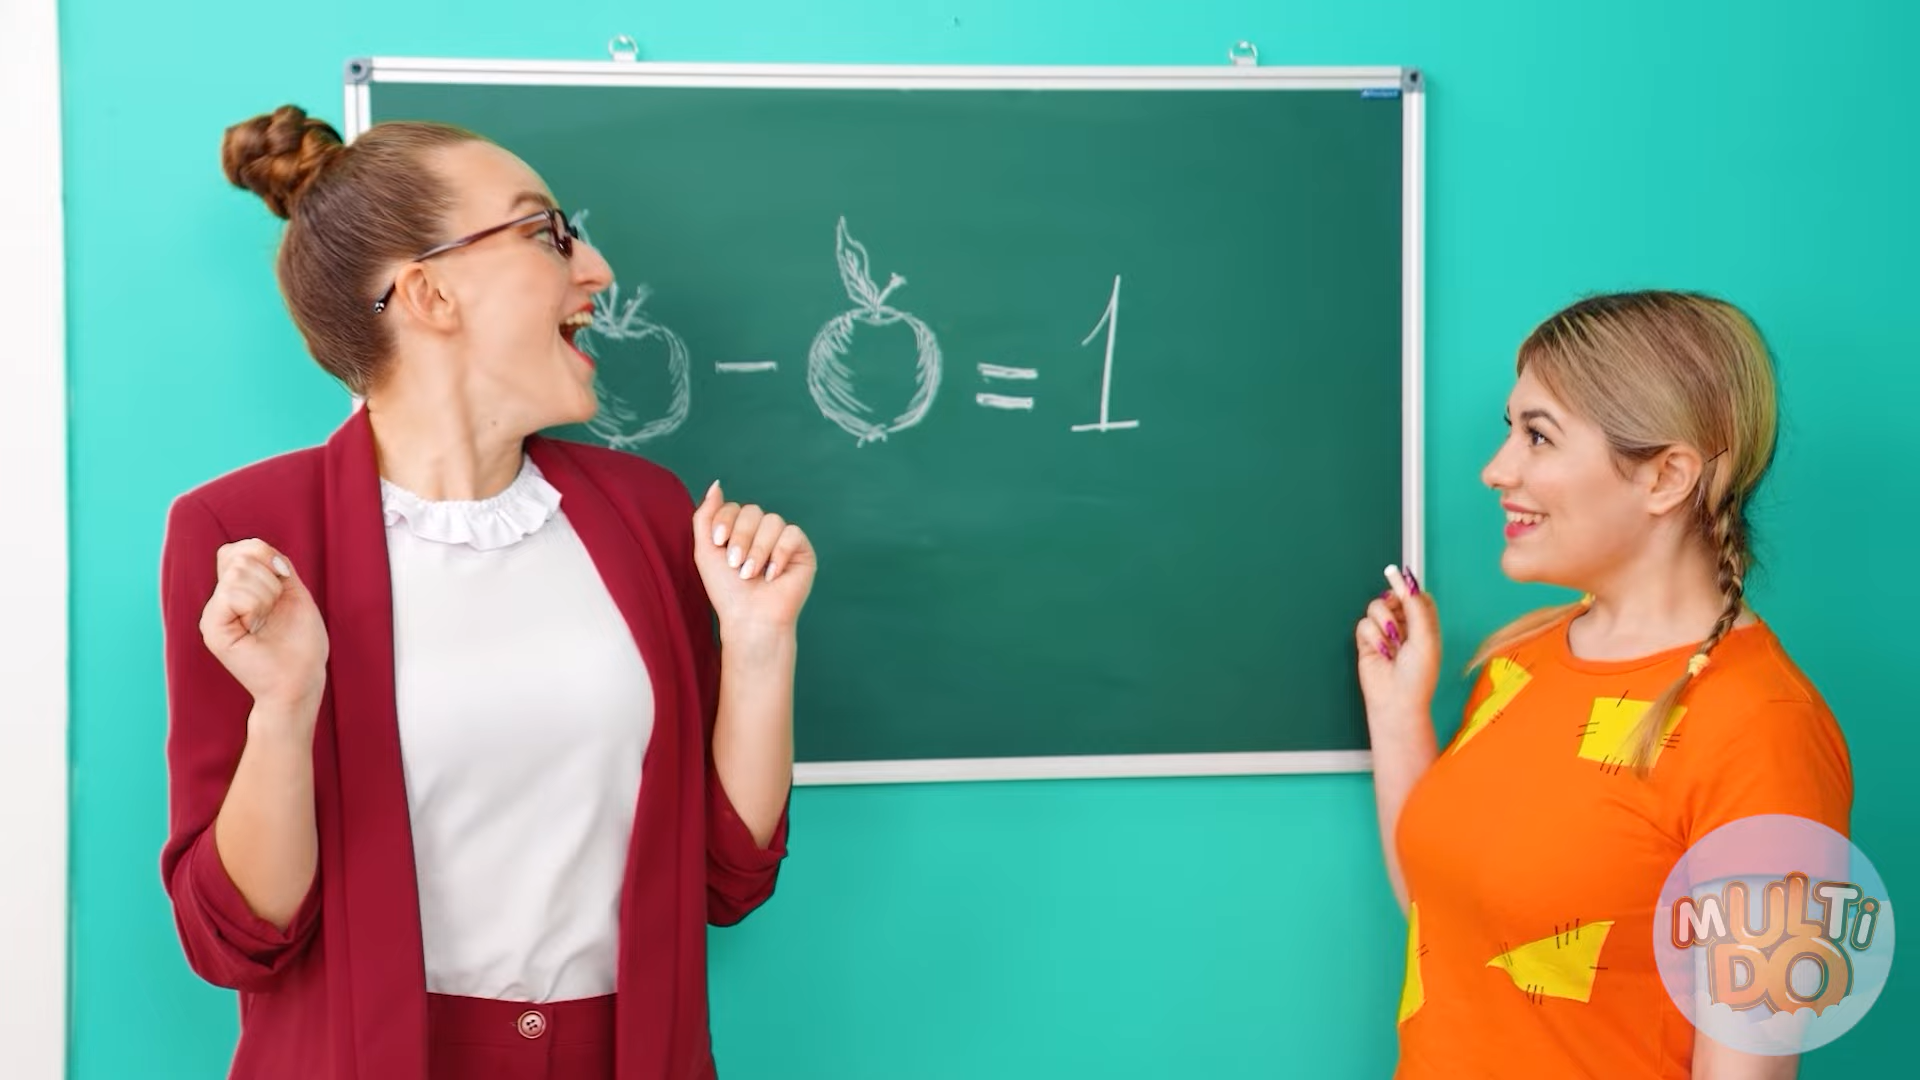 − = 1
MULTi
DO